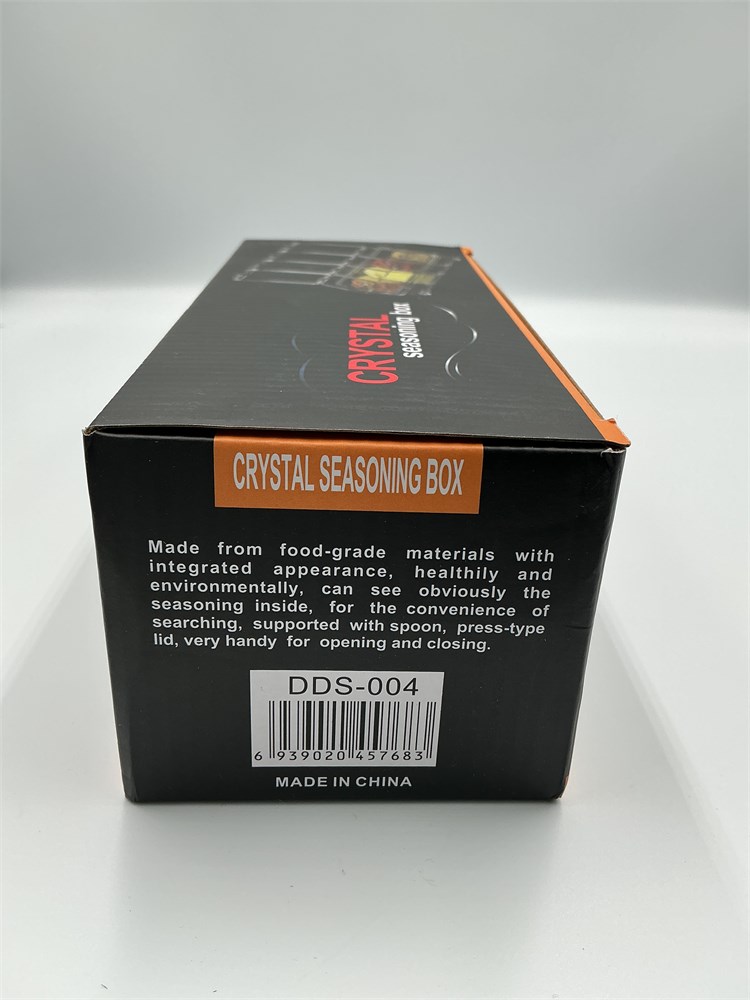 CRYSTAL
seasoning box
CRYSTAL SEASONING BOX
Made from food-grade materials with
integrated appearance, healthily and
environmentally, can see obviously the
seasoning inside, for the convenience of
searching, supported with spoon, press-type
lid, very handy for opening and closing.
DDS-004
6 939020 457683
MADE IN CHINA